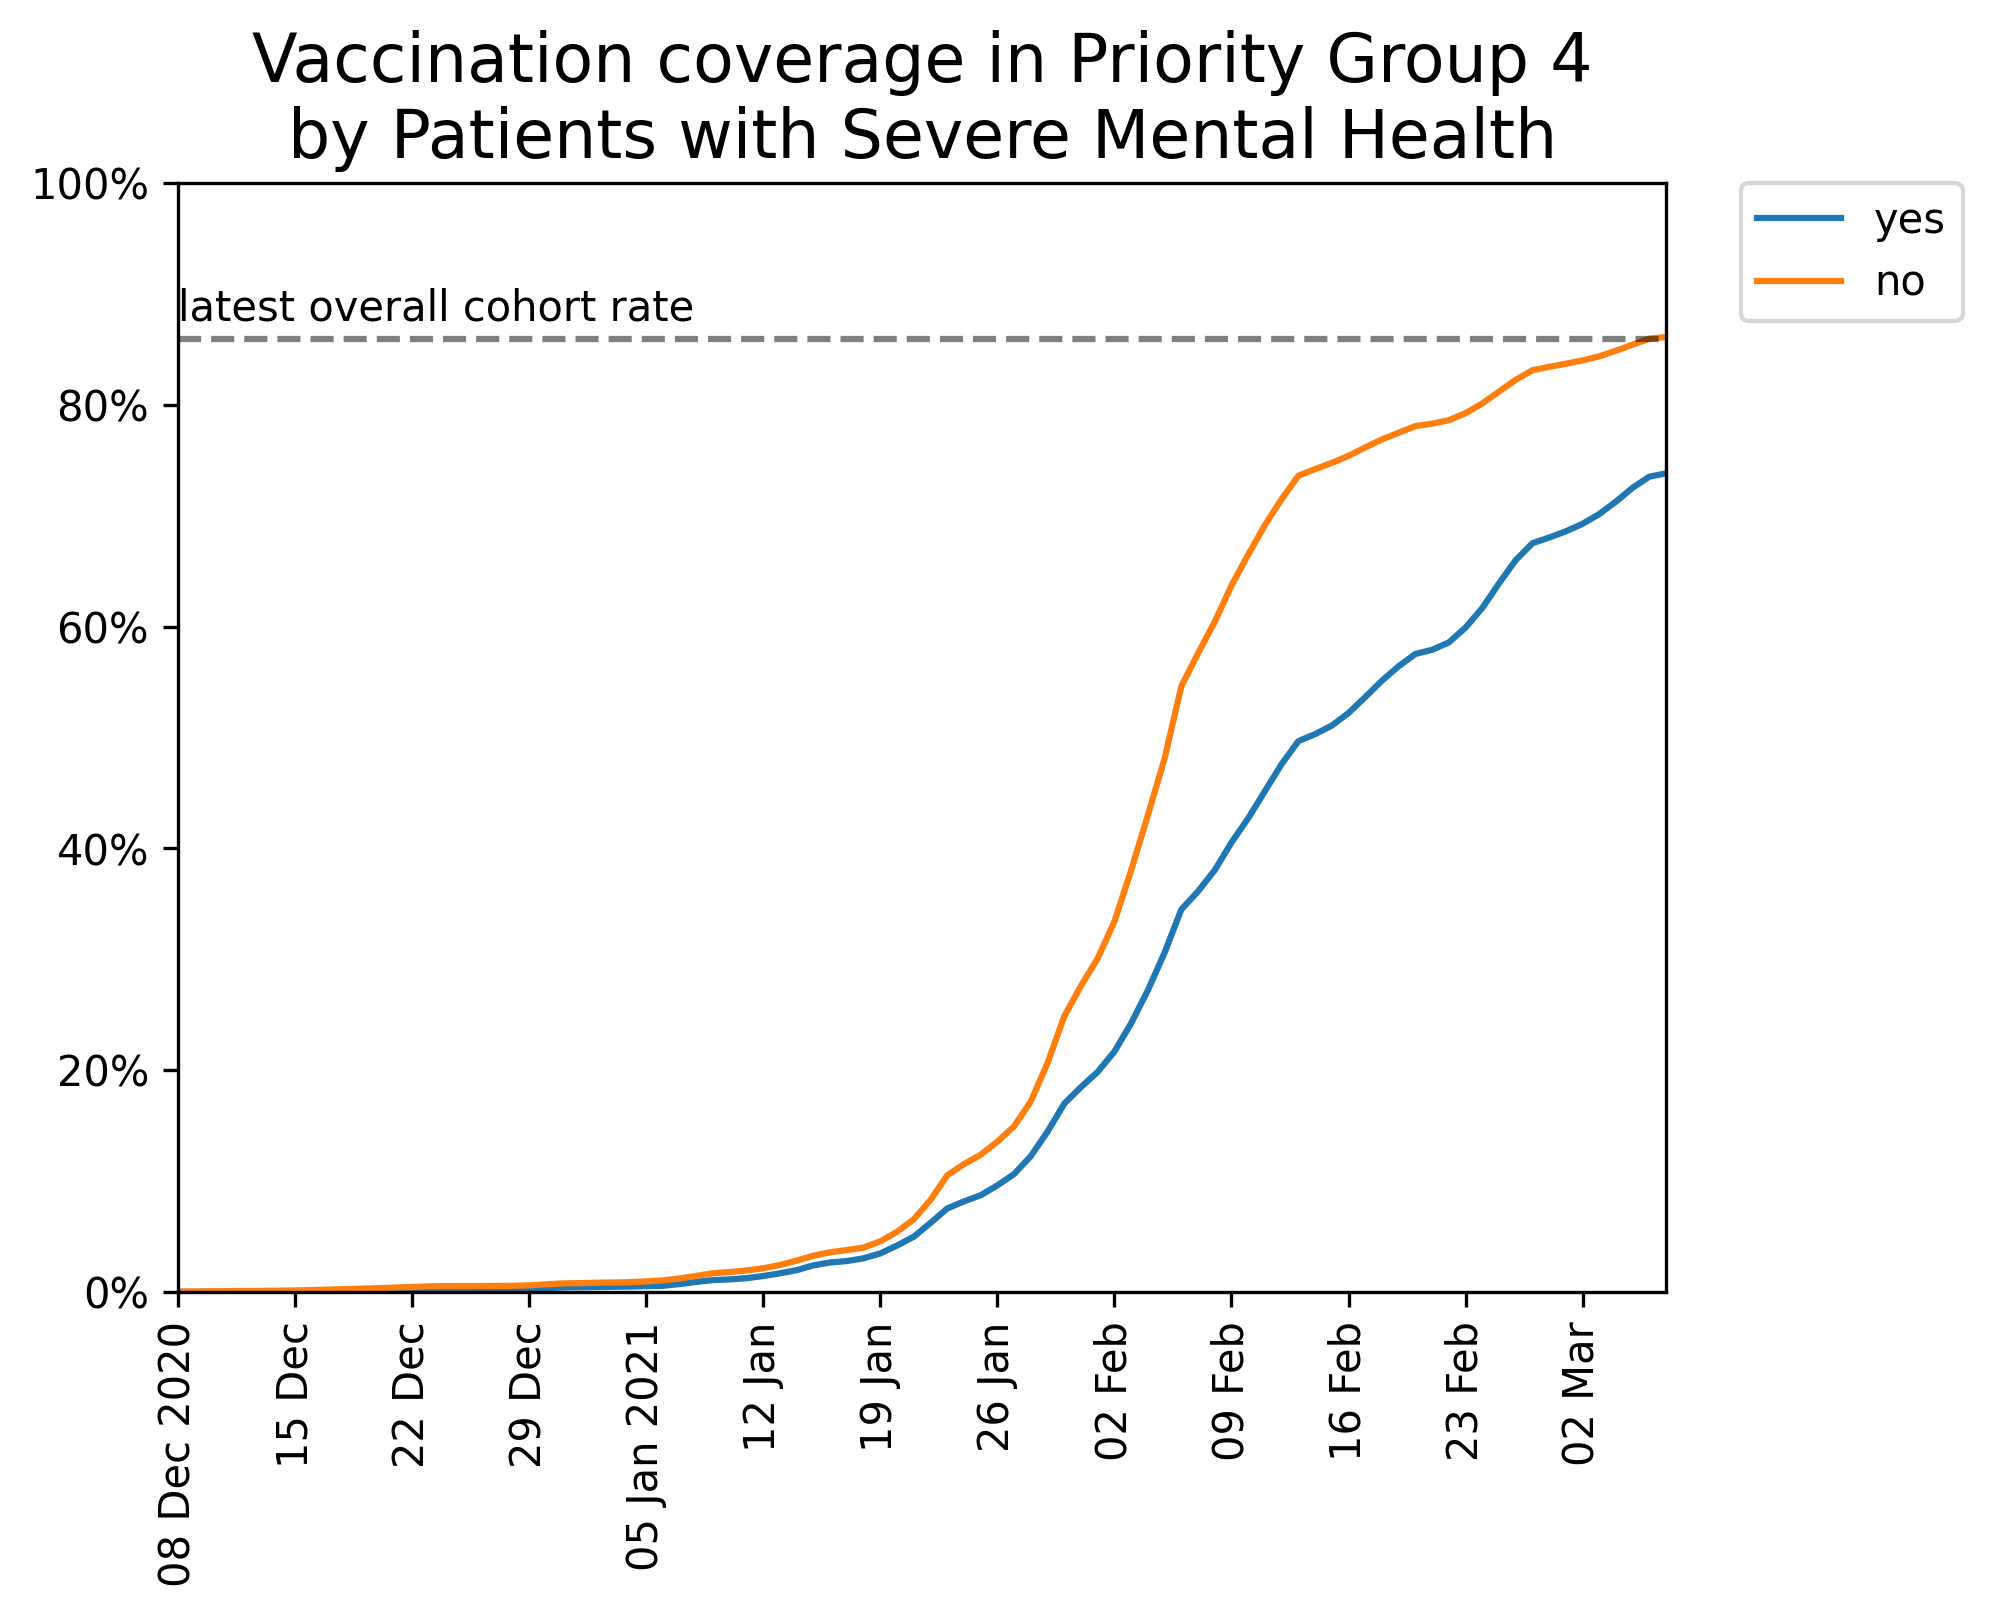 Vaccination coverage in Priority Group 4
by Patients with Severe Mental Health
100%
yes
no
latest overall cohort rate
80%
60%
40%
20%
0%
08 Dec 2020
15 Dec
22 Dec
29 Dec
05 Jan 2021
12 Jan
19 Jan
26 Jan
02 Feb
09 Feb
16 Feb
23 Feb
02 Mar